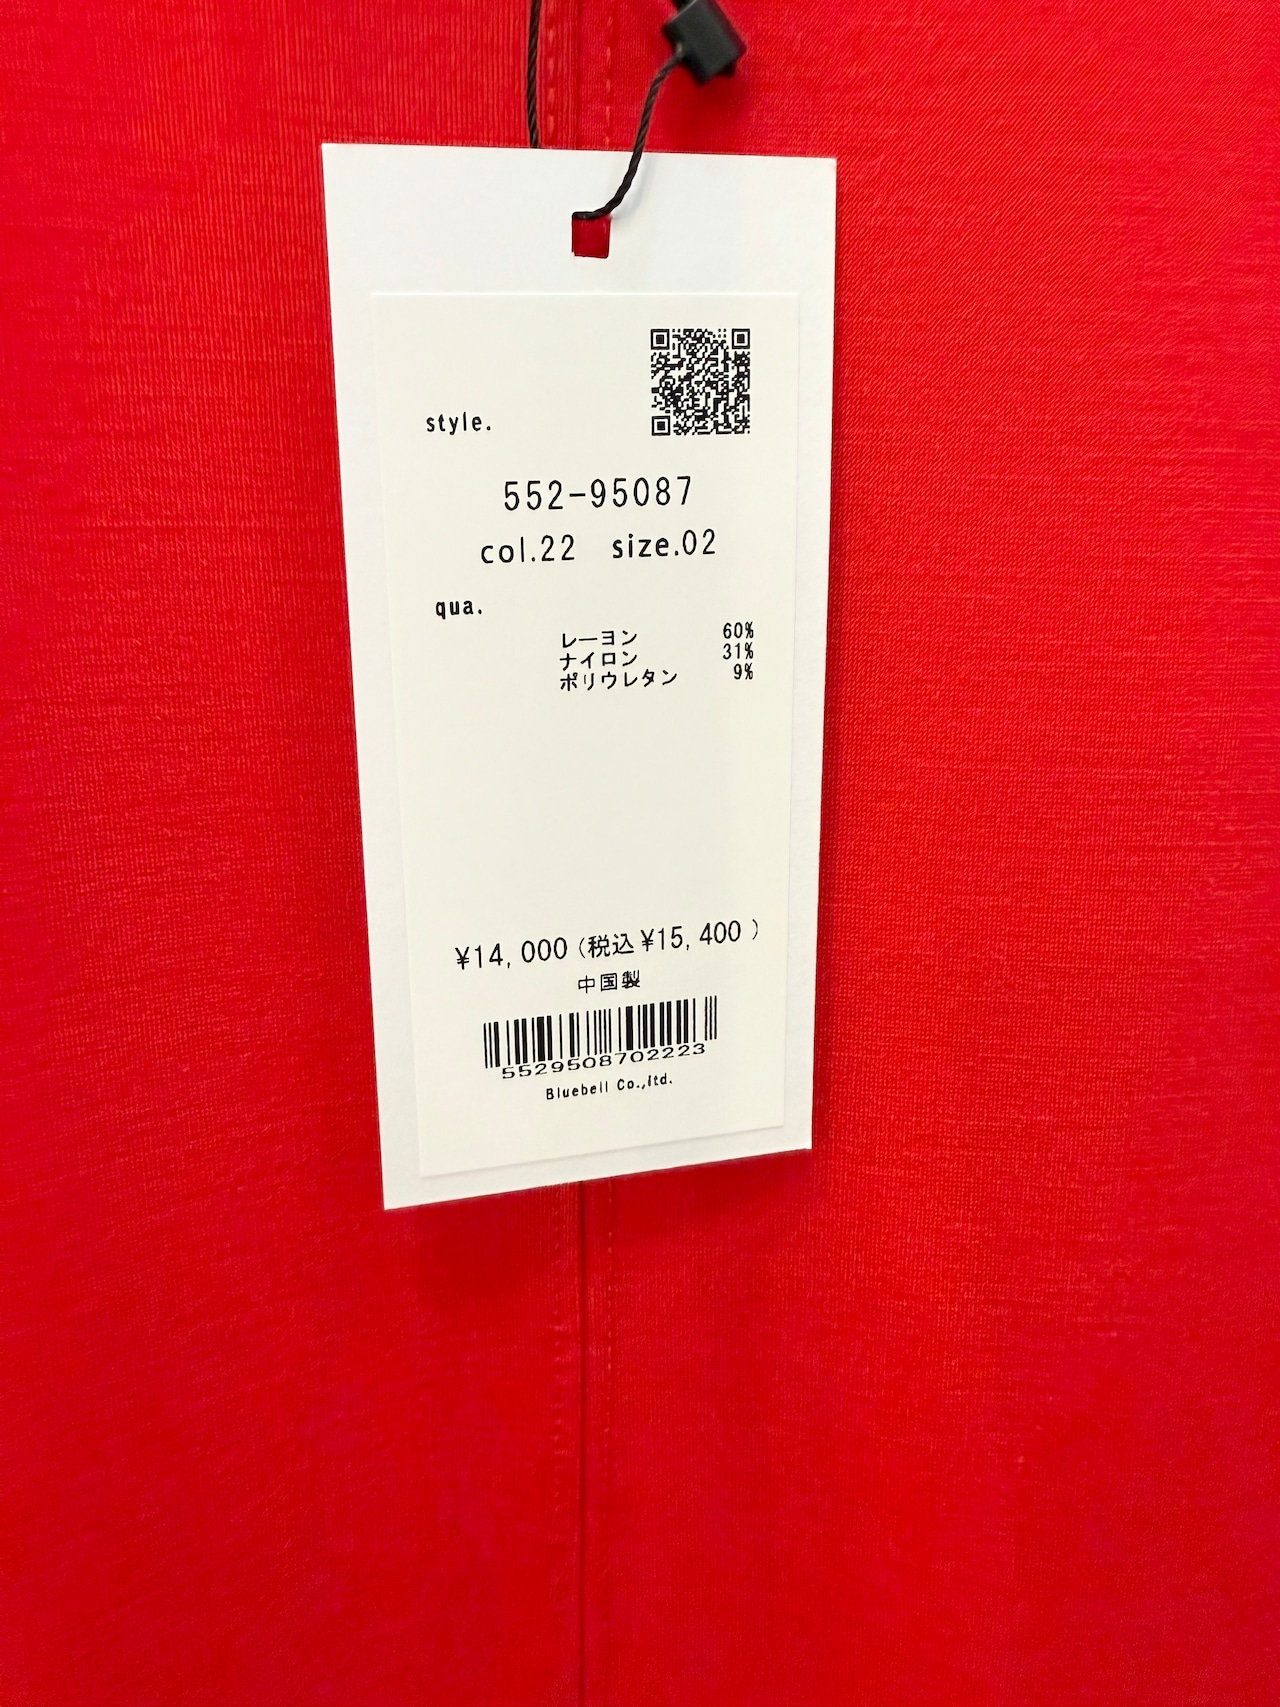 style.
552-95087
col.22 size.02
qua.
レーヨン 60%
ナイロン 31%
ポリウレタン 9%
¥14,000(税込¥15,400)
中国製
5529508702223
Bluebell Co.,ltd.